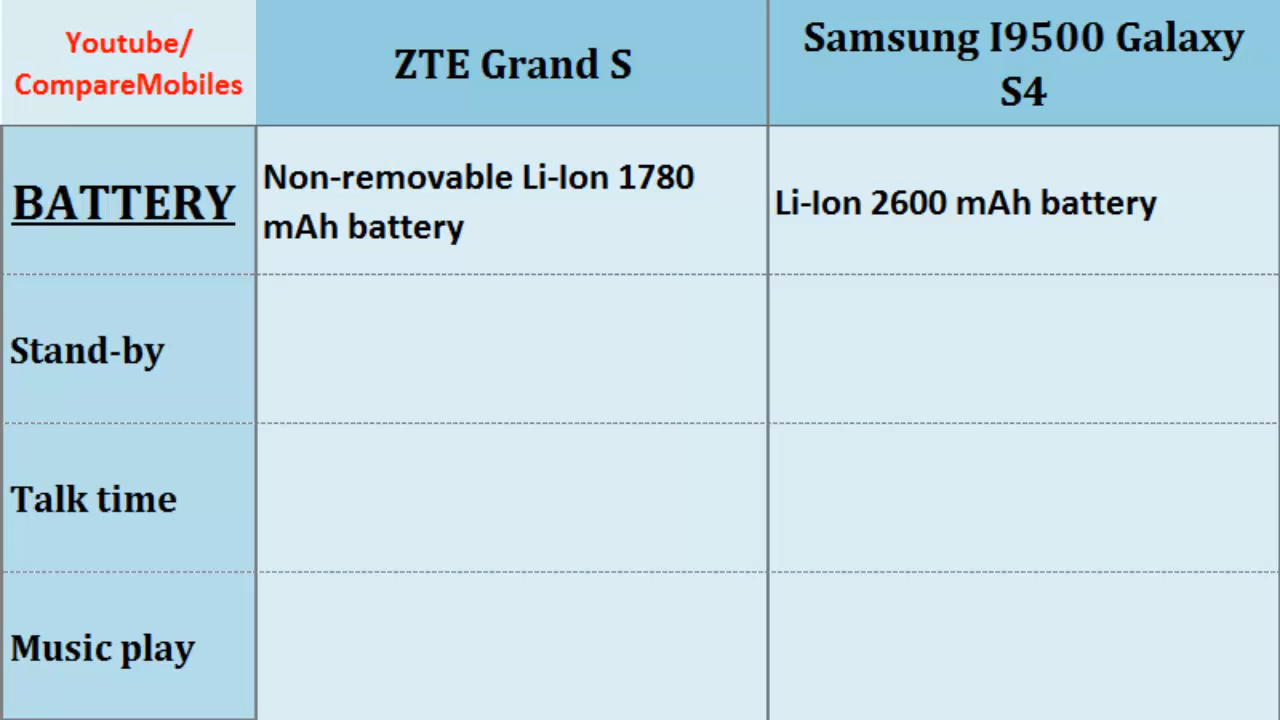 Youtube/
CompareMobiles
ZTE Grand S
Samsung I9500 Galaxy
S4
BATTERY
Non-removable Li-Ion 1780
mAh battery
Li-Ion 2600 mAh battery
Stand-by
Talk time
Music play